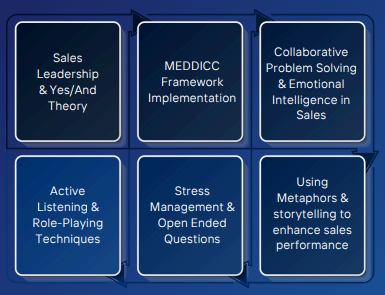 Sales
Leadership
& Yes/And
Theory
MEDDICC
Framework
Implementation
Collaborative
Problem Solving
& Emotional
Intelligence in
Sales
Active
Listening &
Role-Playing
Techniques
Stress
Management &
Open Ended
Questions
Using
Metaphors &
storytelling to
enhance sales
performance